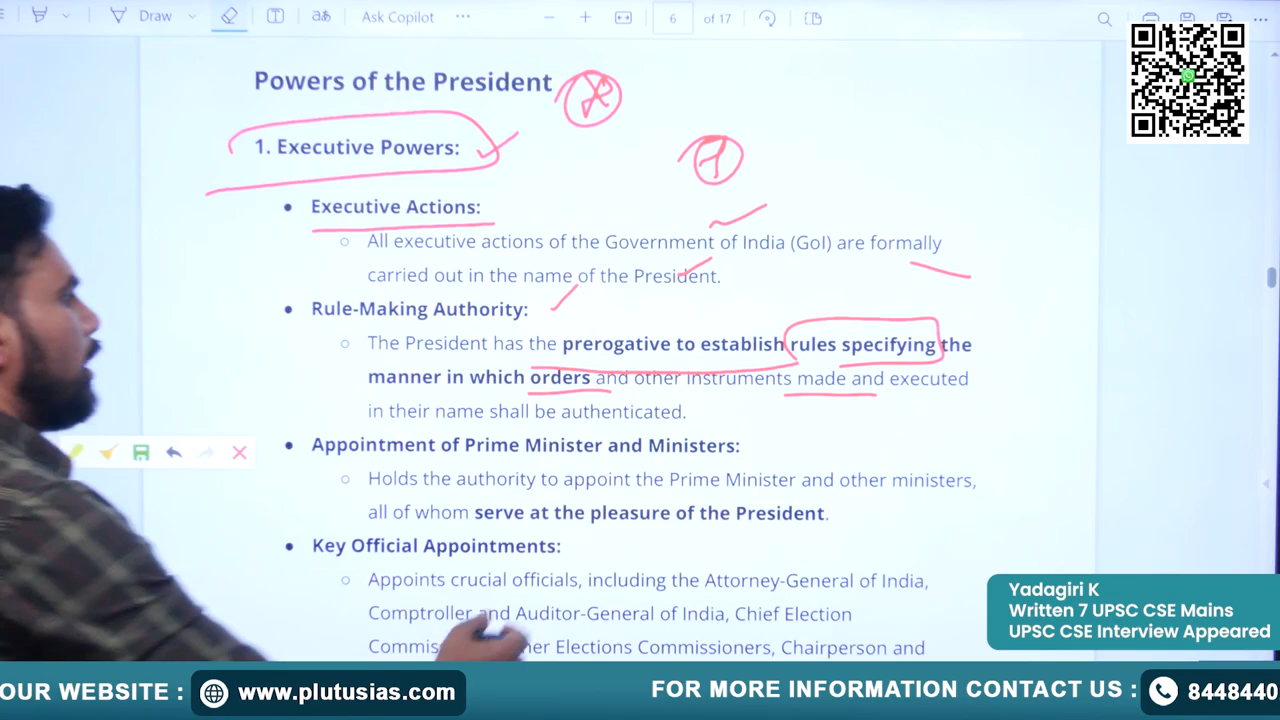 Draw
Ask Copilot
6 of 17
Powers of the President
1. Executive Powers:
Executive Actions:
All executive actions of the Government of India (GoI) are formally
carried out in the name of the President.
Rule-Making Authority:
The President has the prerogative to establish rules specifying the
manner in which orders and other instruments made and executed
in their name shall be authenticated.
Appointment of Prime Minister and Ministers:
Holds the authority to appoint the Prime Minister and other ministers,
all of whom serve at the pleasure of the President.
Key Official Appointments:
Appoints crucial officials, including the Attorney-General of India,
Comptroller and Auditor-General of India, Chief Election
Elections Commissioners, Chairperson and
Yadagiri K
Written 7 UPSC CSE Mains
UPSC CSE Interview Appeared
OUR WEBSITE : www.plutusias.com
FOR MORE INFORMATION CONTACT US : 8448440